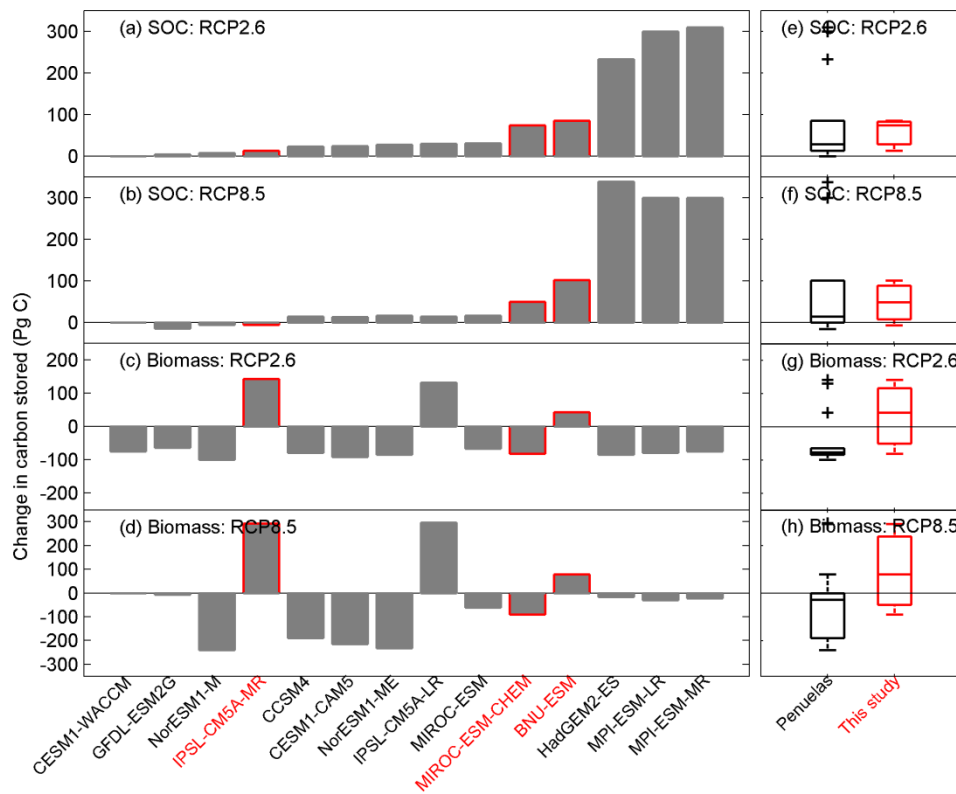 (a) SOC: RCP2.6
300
200
100
0
(b) SOC: RCP8.5
300
200
100
0
(c) Biomass: RCP2.6
200
100
0
-100
-200
(d) Biomass: RCP8.5
300
200
100
0
-100
-200
-300
Change in carbon stored (Pg C)
CESM1-WACCM
GFDL-ESM2G
NorESM1-M
IPSL-CM5A-MR
CCSM4
CESM1-CAM5
NorESM1-ME
IPSL-CM5A-LR
MIROC-ESM
MIROC-ESM-CHEM
BNU-ESM
HadGEM2-ES
MPI-ESM-LR
MPI-ESM-MR
(e) SOC: RCP2.6
(f) SOC: RCP8.5
(g) Biomass: RCP2.6
(h) Biomass: RCP8.5
Penuelas
This study